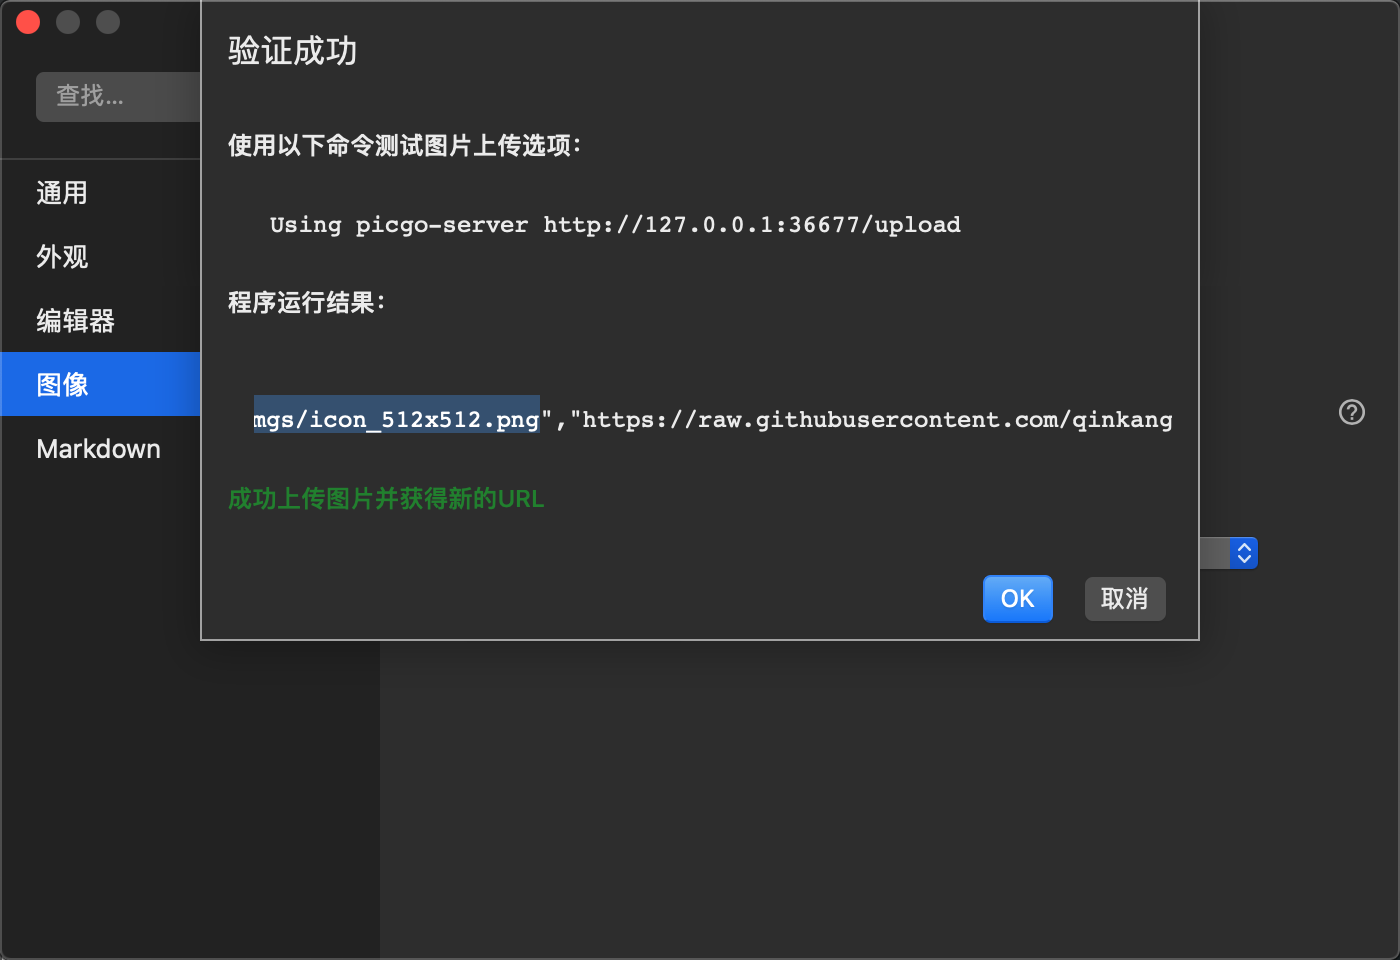 验证成功
查找...
使用以下命令测试图片上传选项：
通用
Using picgo-server http://127.0.0.1:36677/upload
外观
程序运行结果：
编辑器
图像
mgs/icon_512x512.png","https://raw.githubusercontent.com/qinkang
Markdown
成功上传图片并获得新的URL
OK
取消